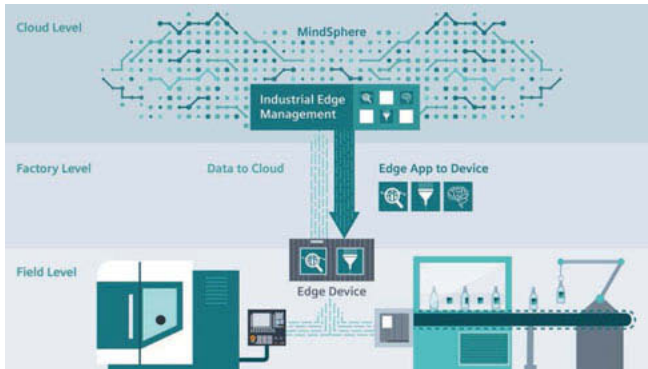 Cloud Level
MindSphere
Industrial Edge
Management
Factory Level
Data to Cloud
Edge App to Device
Field Level
Edge Device